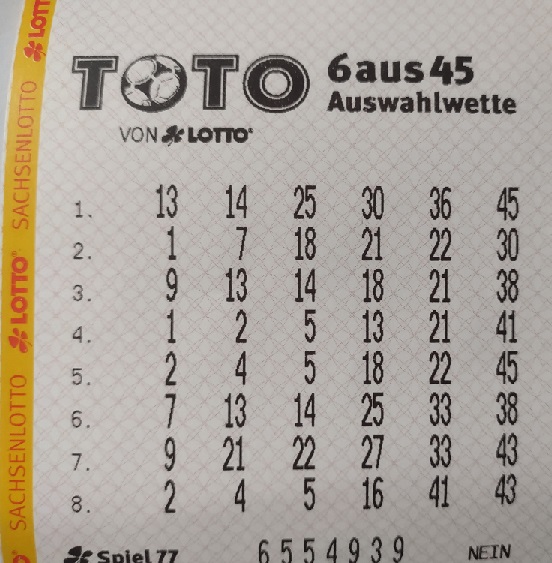 TOTO 6aus45
Auswahlwette
VON LOTTO
1. 13 14 25 30 36 45
2. 1 7 18 21 22 30
3. 9 13 14 18 21 38
4. 1 2 5 13 21 41
5. 2 4 5 18 22 45
6. 7 13 14 25 33 38
7. 9 21 22 27 33 43
8. 2 4 5 16 41 43
Spiel 77 6554939 NEIN
LOTTO
SACHSENLOTTO
LOTTO
SACHSENLOTTO